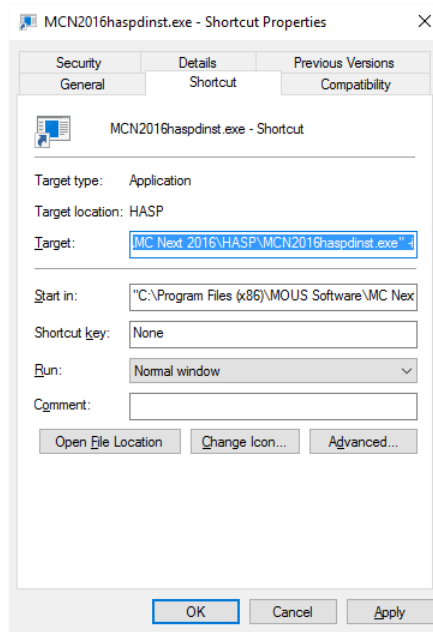 MCN2016haspdinst.exe - Shortcut Properties
Security Details Previous Versions
General Shortcut Compatibility
MCN2016haspdinst.exe - Shortcut
Target type: Application
Target location: HASP
Target: .MC Next 2016\HASP\MCN2016haspdinst.exe" -i
Start in: "C:\Program Files (x86)\MOUS Software\MC Nex
Shortcut key: None
Run: Normal window
Comment:
Open File Location Change Icon... Advanced...
OK Cancel Apply